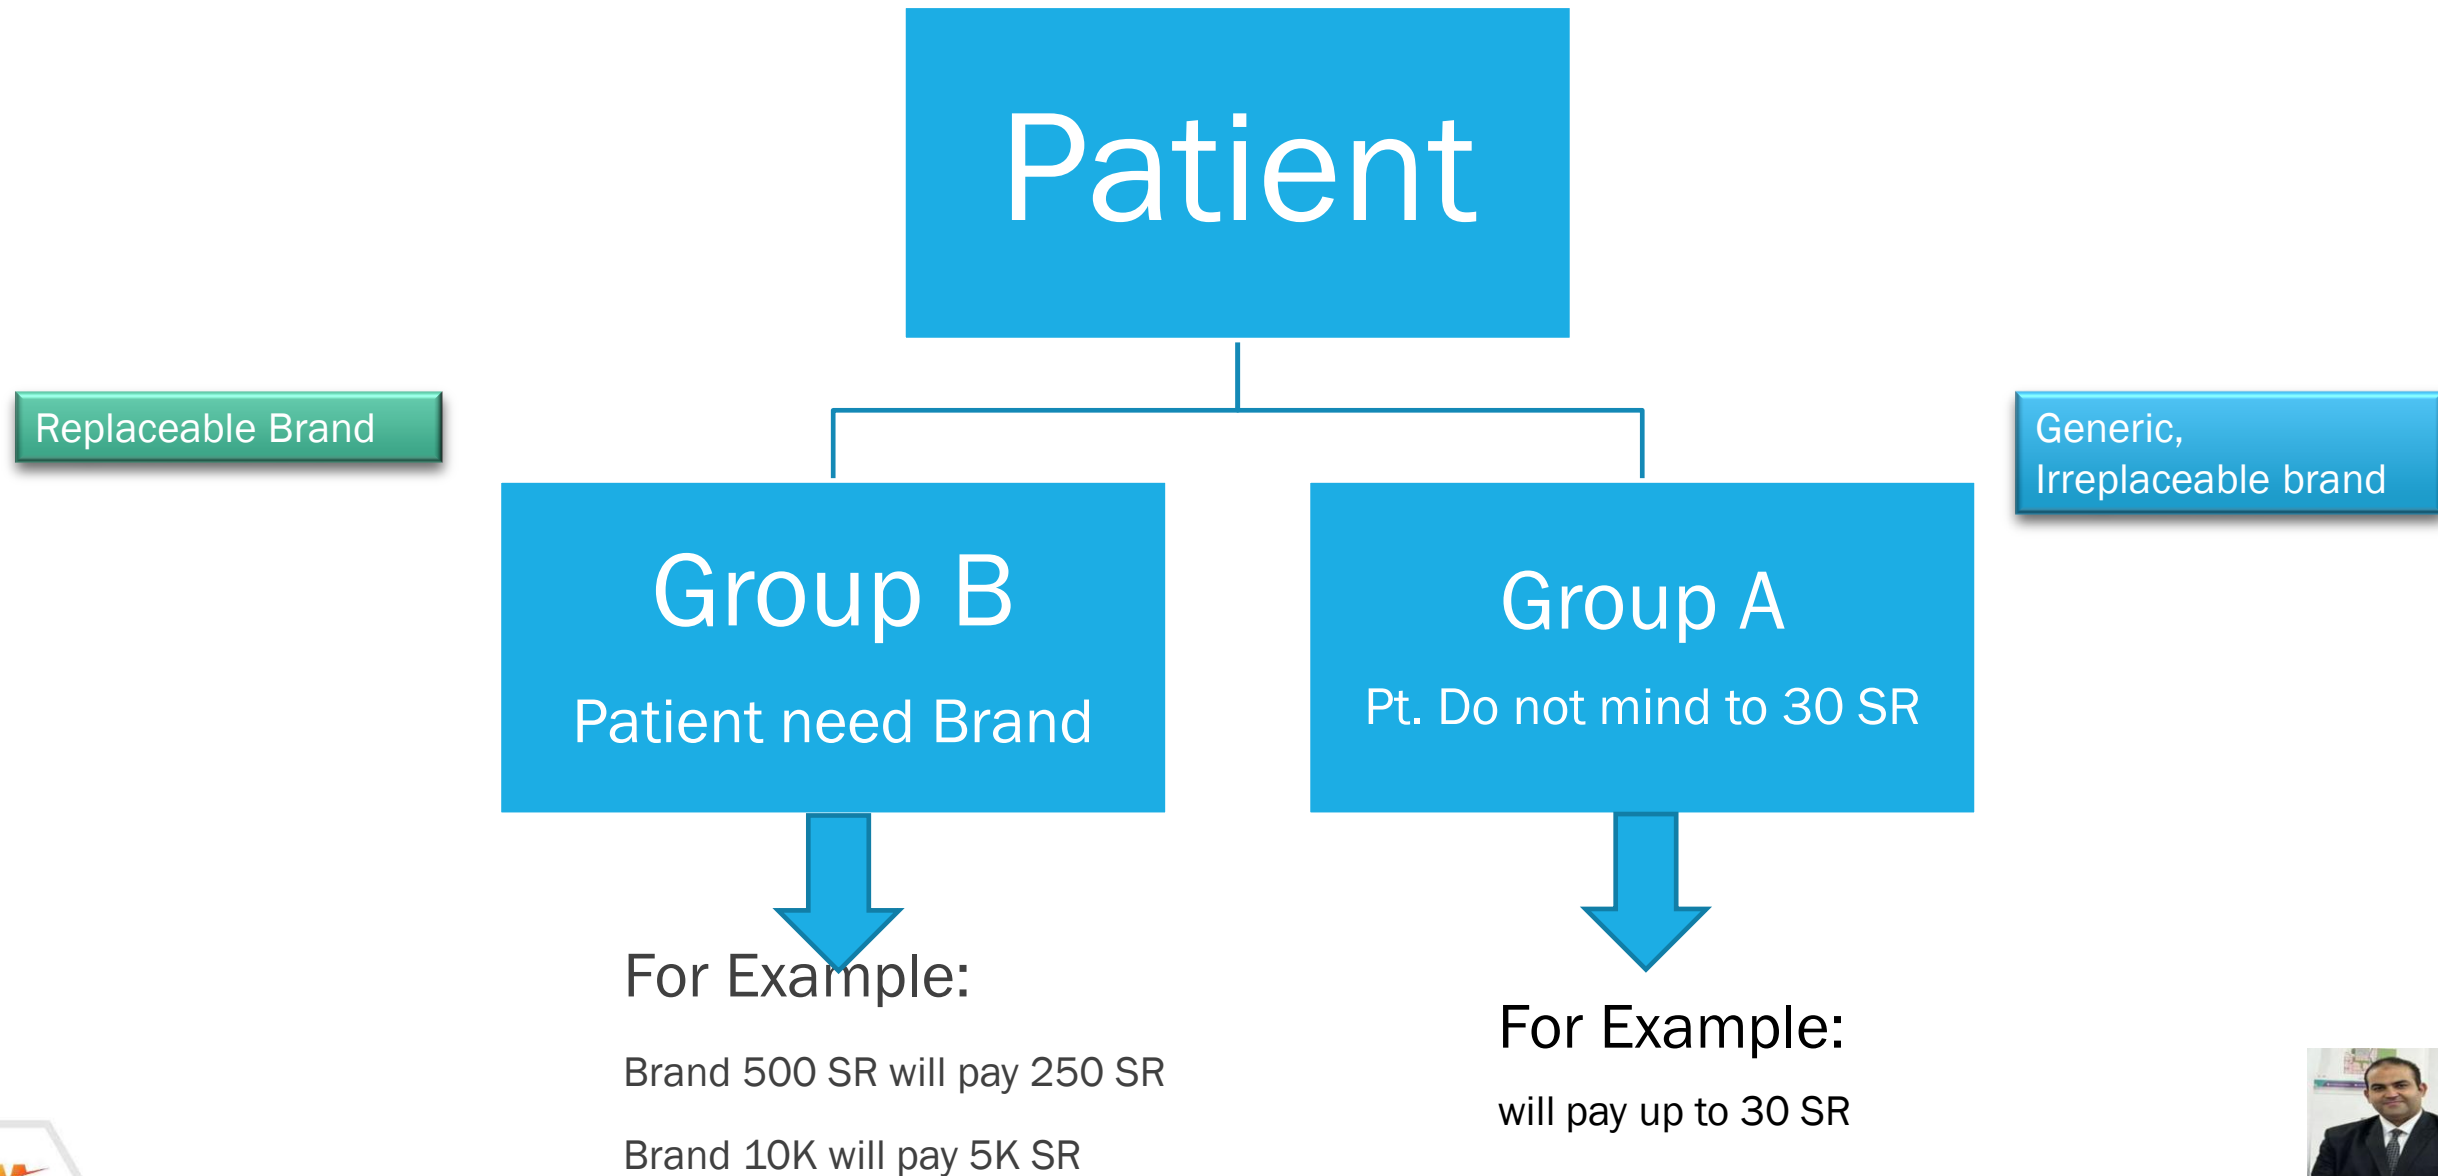 Patient
Replaceable Brand
Generic,
Irreplaceable brand
Group B
Patient need Brand
Group A
Pt. Do not mind to 30 SR
For Example:
Brand 500 SR will pay 250 SR
Brand 10K will pay 5K SR
For Example:
will pay up to 30 SR